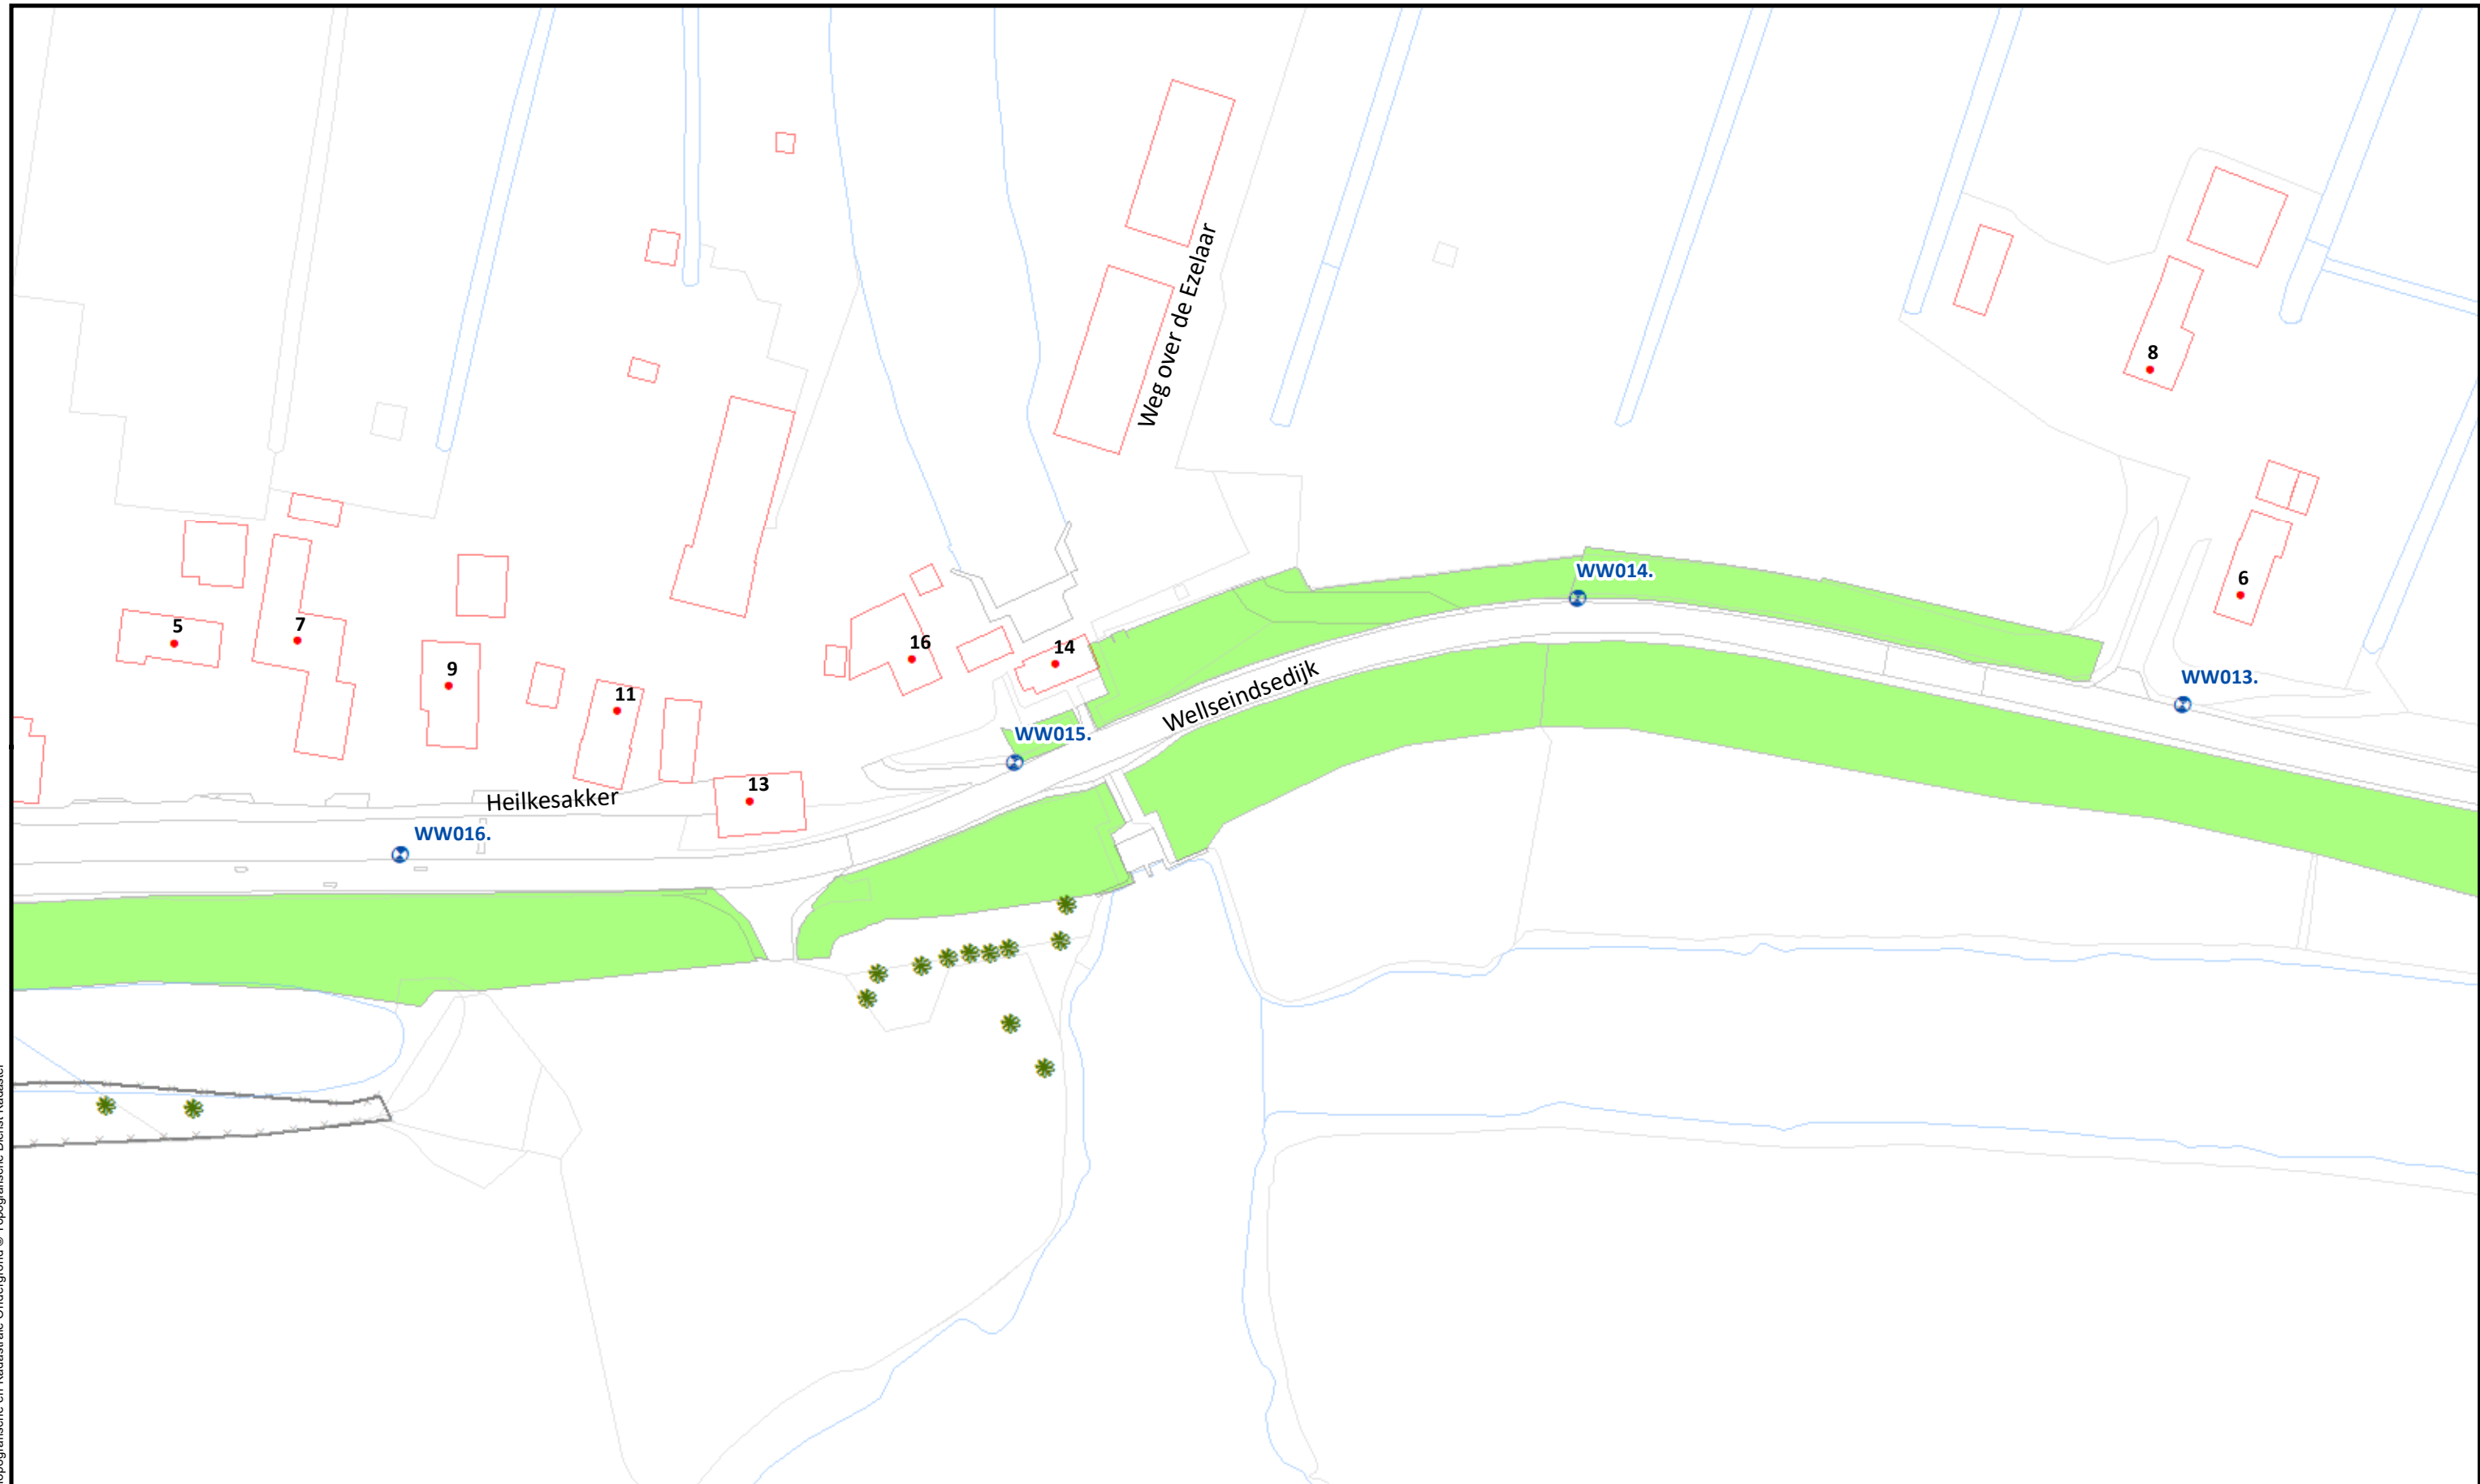 Weg over de Ezelaar
8
WW014.
6
5
7
16
14
9
WW013.
11
Wellseindsedijk
WW015.
13
Heilkesakker
WW016.